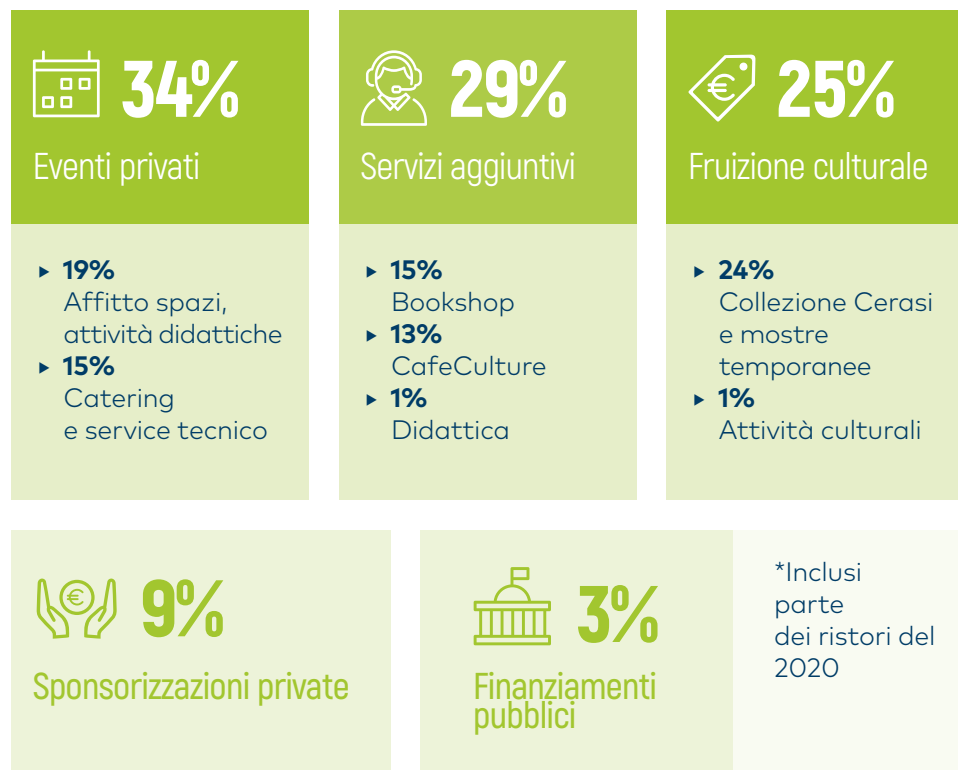 34%
Eventi privati
19%
Affitto spazi,
attività didattiche
15%
Catering
e service tecnico
29%
Servizi aggiuntivi
15%
Bookshop
13%
CafeCulture
1%
Didattica
25%
Fruizione culturale
24%
Collezione Cerasi
e mostre
temporanee
1%
Attività culturali
9%
Sponsorizzazioni private
3%
Finanziamenti
pubblici
*Inclusi
parte
dei ristori del
2020